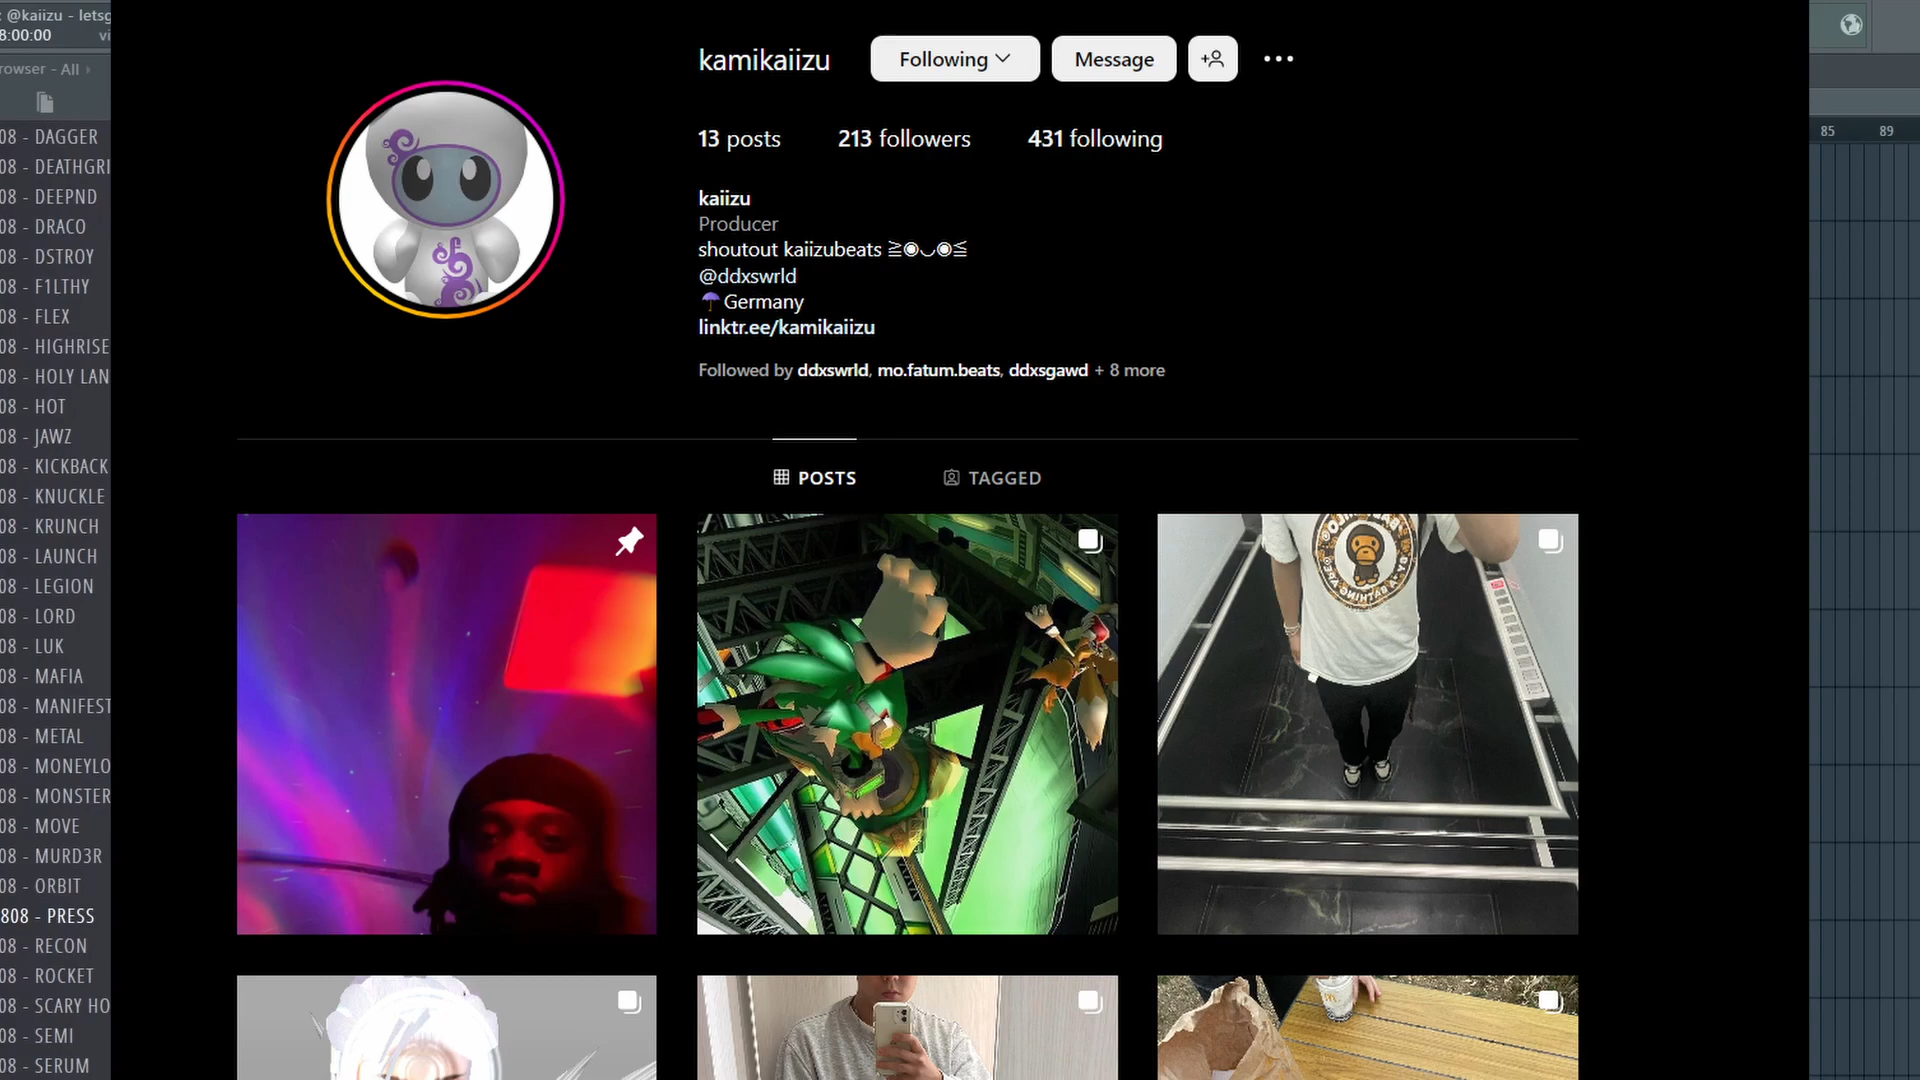 : @kaiizu - letsg
8:00:00
vi
rowser - All
08 - DAGGER
08 - DEATHGRI
08 - DEEPND
08 - DRACO
08 - DSTROY
08 - F1LTHY
08 - FLEX
08 - HIGHRISE
08 - HOLY LAN
08 - HOT
08 - JAWZ
08 - KICKBACK
08 - KNUCKLE
08 - KRUNCH
08 - LAUNCH
08 - LEGION
08 - LORD
08 - LUK
08 - MAFIA
08 - MANIFEST
08 - METAL
08 - MONEYLO
08 - MONSTER
08 - MOVE
08 - MURD3R
08 - ORBIT
808 - PRESS
08 - RECON
08 - ROCKET
08 - SCARY HO
08 - SEMI
08 - SERUM
kamikaiizu
Following
Message
13 posts
213 followers
431 following
kaiizu
Producer
shoutout kaiizubeats ≧◉◡◉≦
@ddxswrld
☂Germany
linktr.ee/kamikaiizu
Followed by ddxswrld, mo.fatum.beats, ddxsgawd + 8 more
POSTS
TAGGED
85
89